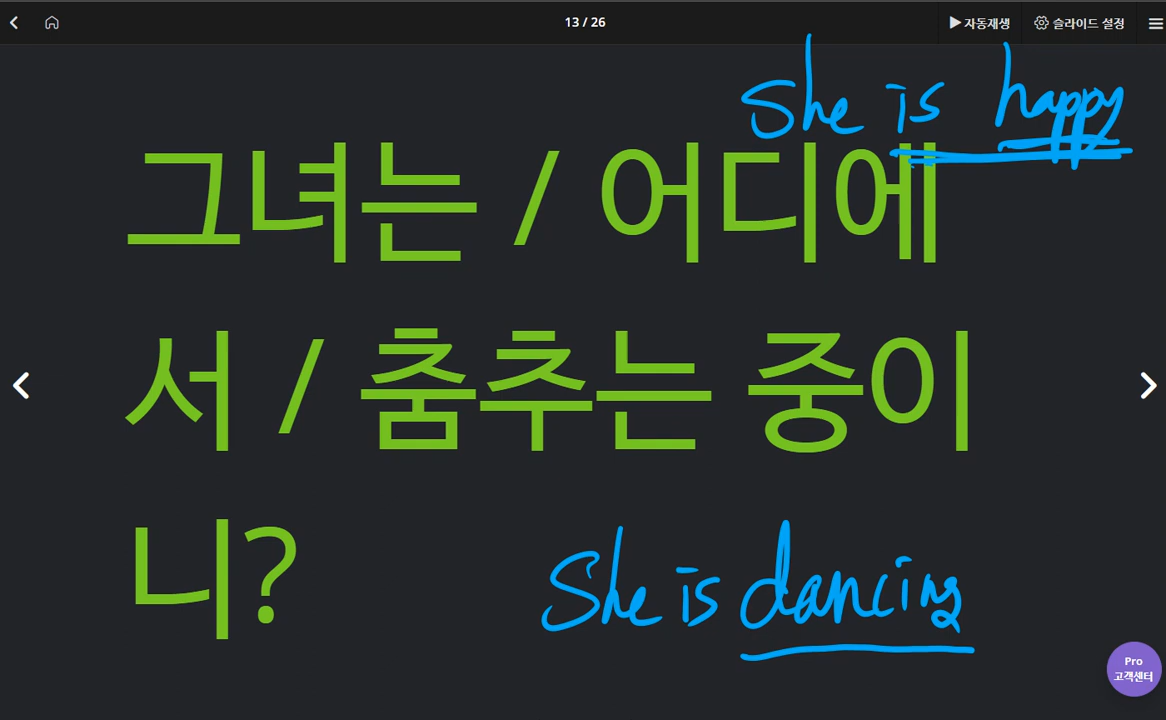 13 / 26
▶ 자동재생
슬라이드 설정
She is happy
그녀는 / 어디에
서 / 춤추는 중이
니?
She is dancing
Pro
고객센터